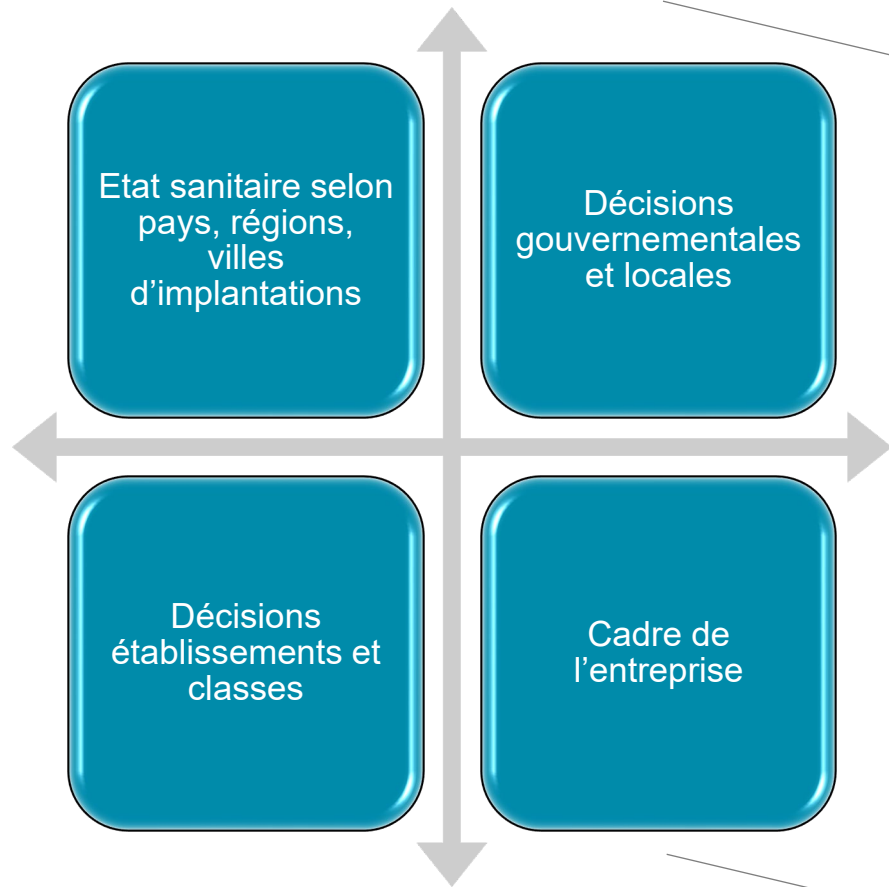 Etat sanitaire selon
pays, régions,
villes
d’implantations
Décisions
gouvernementales
et locales
Décisions
établissements et
classes
Cadre de
l’entreprise